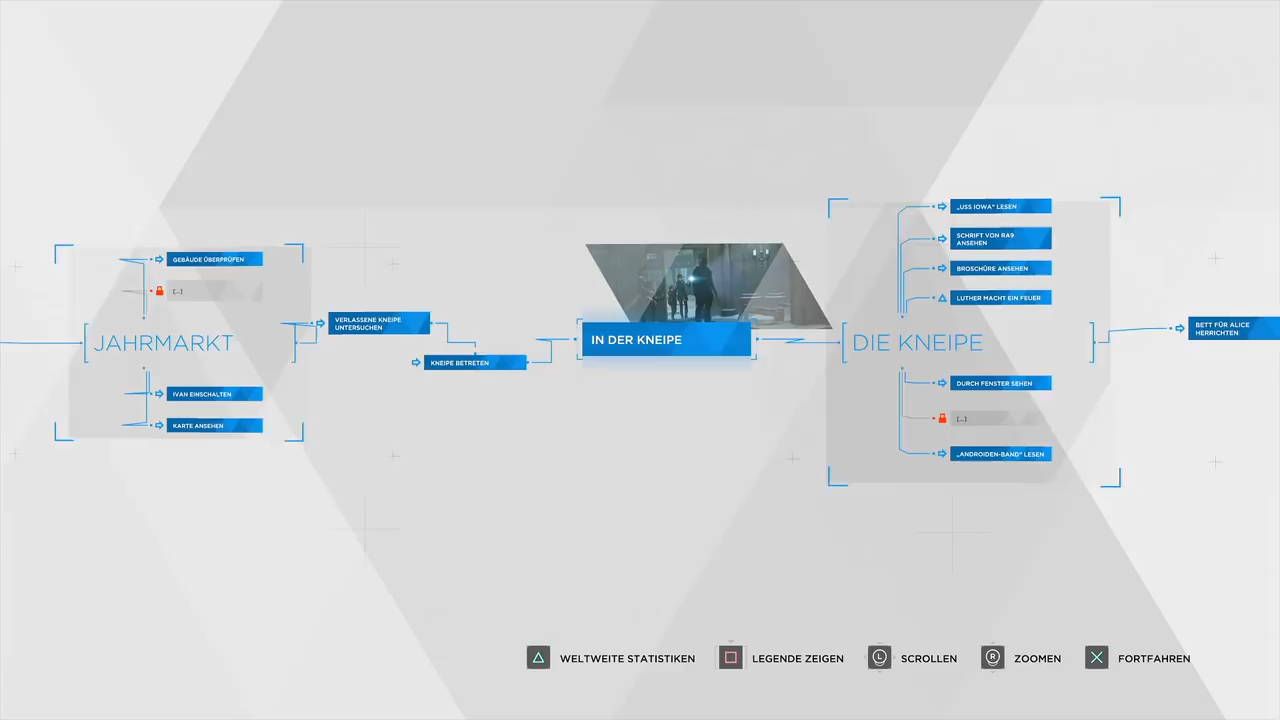 GEBÄUDE ÜBERPRÜFEN
[...]
JAHRMARKT
IVAN EINSCHALTEN
KARTE ANSEHEN
VERLASSENE KNEIPE
UNTERSUCHEN
KNEIPE BETRETEN
IN DER KNEIPE
„USS IOWA“ LESEN
SCHRIFT VON RA9
ANSEHEN
BROSCHÜRE ANSEHEN
LUTHER MACHT EIN FEUER
DIE KNEIPE
DURCH FENSTER SEHEN
[...]
„ANDROIDEN-BAND“ LESEN
BETT FÜR ALICE
HERRICHTEN
WELTWEITE STATISTIKEN
LEGENDE ZEIGEN
L SCROLLEN
R ZOOMEN
FORTFAHREN